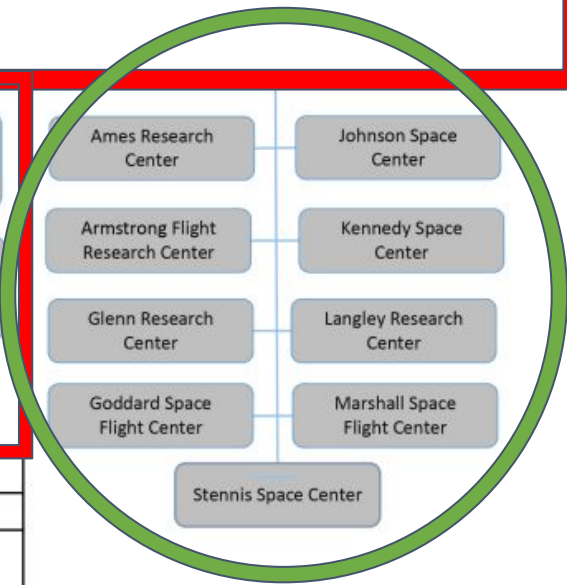 Ames Research
Center
Johnson Space
Center
Armstrong Flight
Research Center
Kennedy Space
Center
Glenn Research
Center
Langley Research
Center
Goddard Space
Flight Center
Marshall Space
Flight Center
Stennis Space Center